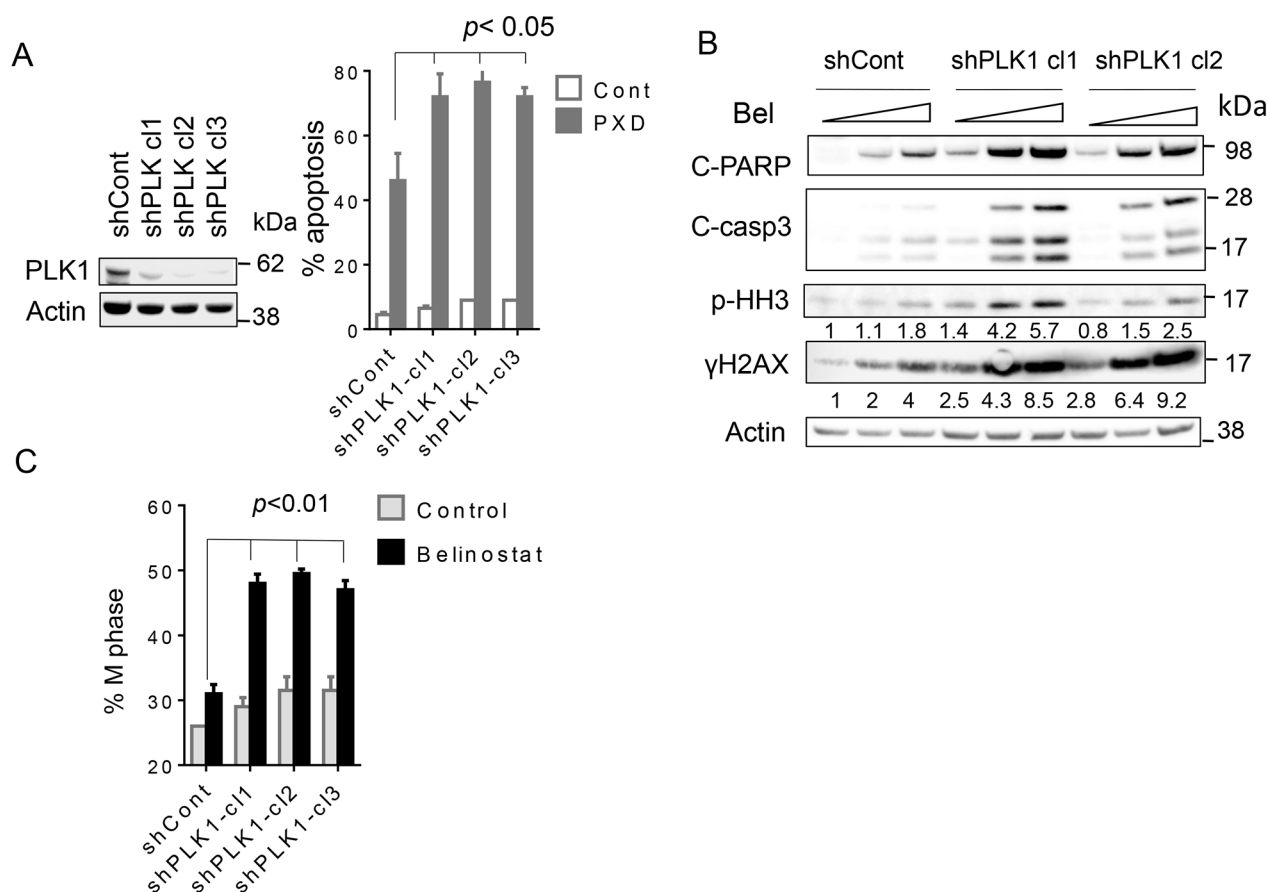 A
shCont
shPLK cl1
shPLK cl2
shPLK cl3
kDa
PLK1
62
Actin
38
p< 0.05
Cont
PXD
% apoptosis
80
60
40
20
0
shCont
shPLK1-cl1
shPLK1-cl2
shPLK1-cl3
B
shCont shPLK1 cl1 shPLK1 cl2
Bel kDa
C-PARP 98
C-casp3 28
17
p-HH3 17
1 1.1 1.8 1.4 4.2 5.7 0.8 1.5 2.5
γH2AX 17
1 2 4 2.5 4.3 8.5 2.8 6.4 9.2
Actin 38
C
p<0.01
Control
Belinostat
% M phase
60
50
40
30
20
shCont
shPLK1-cl1
shPLK1-cl2
shPLK1-cl3